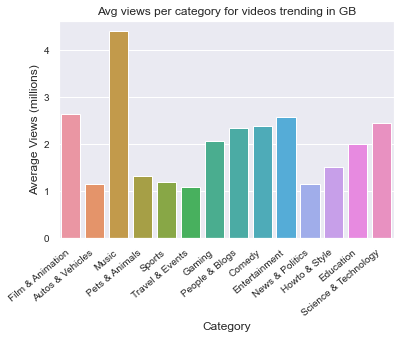 Avg views per category for videos trending in GB
Average Views (millions)
4
3
2
1
0
Film & Animation
Autos & Vehicles
Music
Pets & Animals
Sports
Travel & Events
Gaming
People & Blogs
Comedy
Entertainment
News & Politics
Howto & Style
Education
Science & Technology
Category